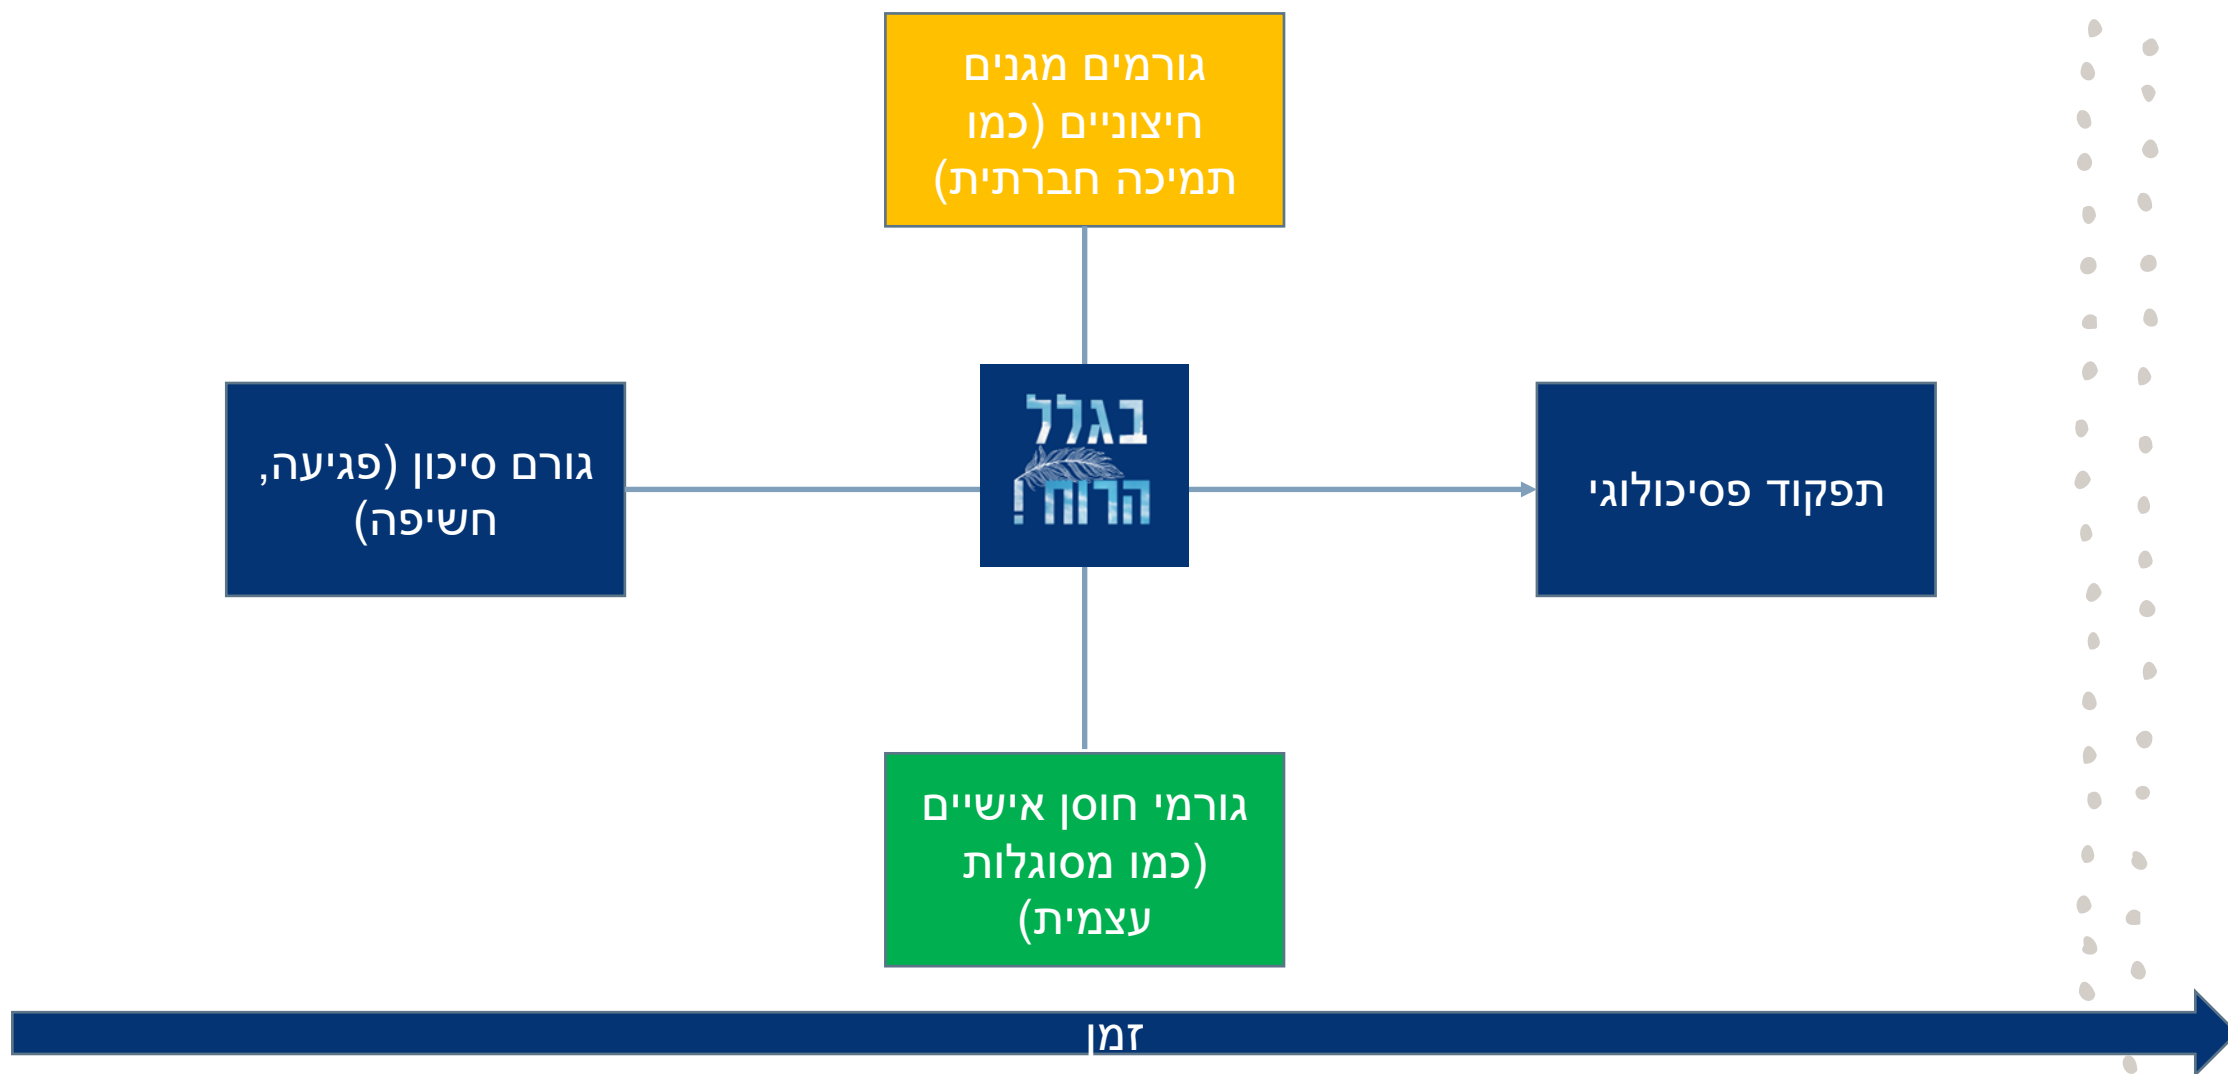 גורמים מגנים
חיצוניים (כמו
תמיכה חברתית)
גורם סיכון (פגיעה,
חשיפה)
בגלל
הרוח!
תפקוד פסיכולוגי
גורמי חוסן אישיים
(כמו מסוגלות
עצמית)
זמן